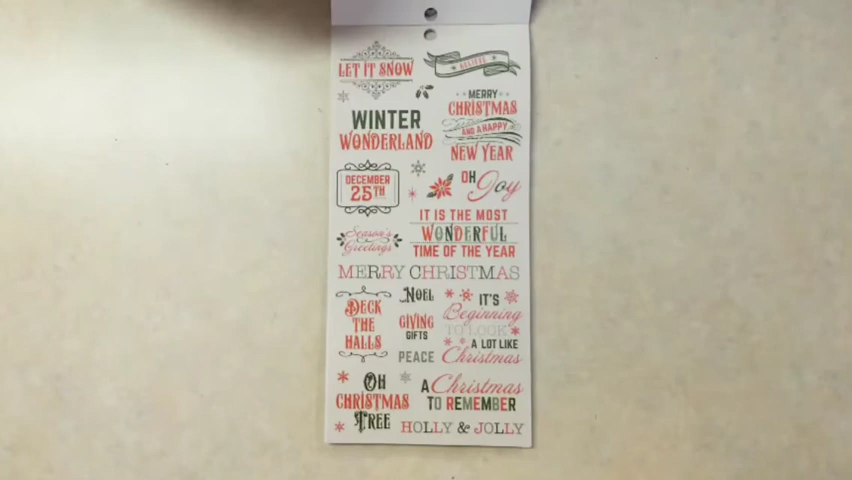 LET IT SNOW
BELIEVE
WINTER
WONDERLAND
MERRY
CHRISTMAS
AND A HAPPY
NEW YEAR
DECEMBER
25TH
OH
Joy
Season's
Greetings
IT IS THE MOST
WONDERFUL
TIME OF THE YEAR
MERRY CHRISTMAS
DECK
THE
HALLS
NOEL
GIVING
GIFTS
PEACE
IT'S
Beginning
TO LOOK
A LOT LIKE
Christmas
OH
CHRISTMAS
TREE
A Christmas
TO REMEMBER
HOLLY & JOLLY